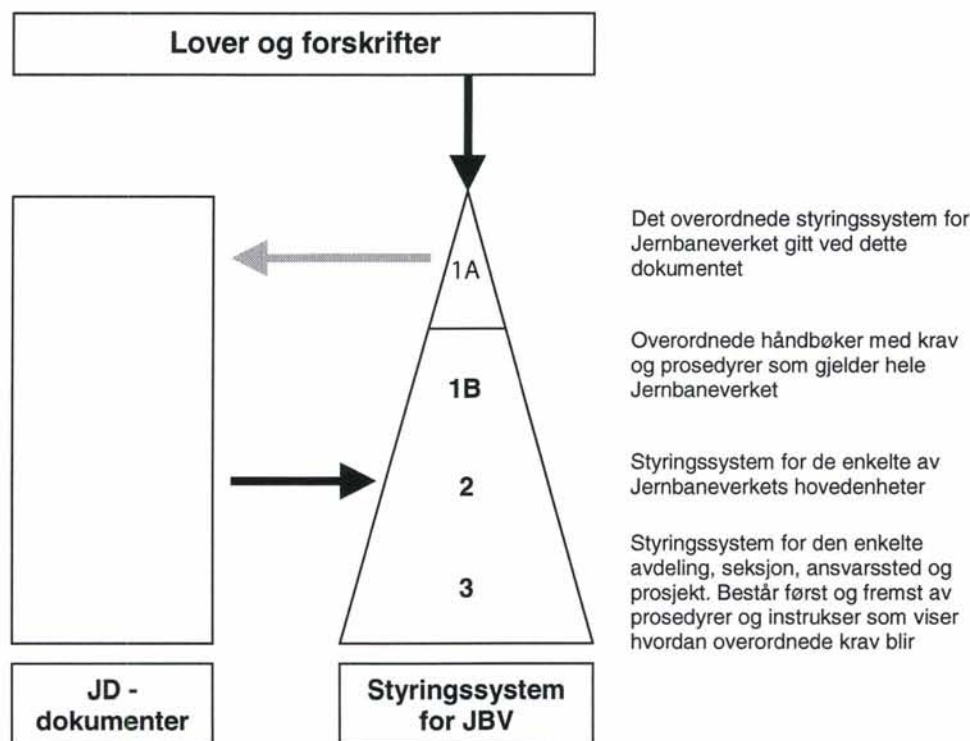 Lover og forskrifter
1A
Det overordnede styringssystem for
Jernbaneverket gitt ved dette
dokumentet
1B
Overordnede håndbøker med krav
og prosedyrer som gjelder hele
Jernbaneverket
2
Styringssystem for de enkelte av
Jernbaneverkets hovedenheter
3
Styringssystem for den enkelte
avdeling, seksjon, ansvarssted og
prosjekt. Består først og fremst av
prosedyrer og instrukser som viser
hvordan overordnede krav blir
JD -
dokumenter
Styringssystem
for JBV